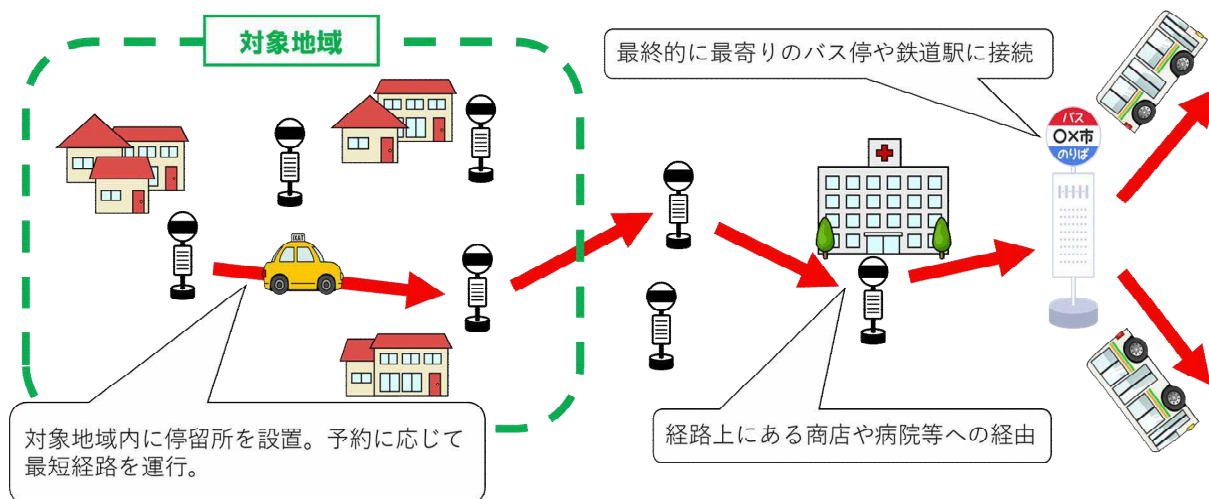 対象地域
最終的に最寄りのバス停や鉄道駅に接続
バス
〇×市
のりば
TAXI
対象地域内に停留所を設置。予約に応じて
最短経路を運行。
経路上にある商店や病院等への経由